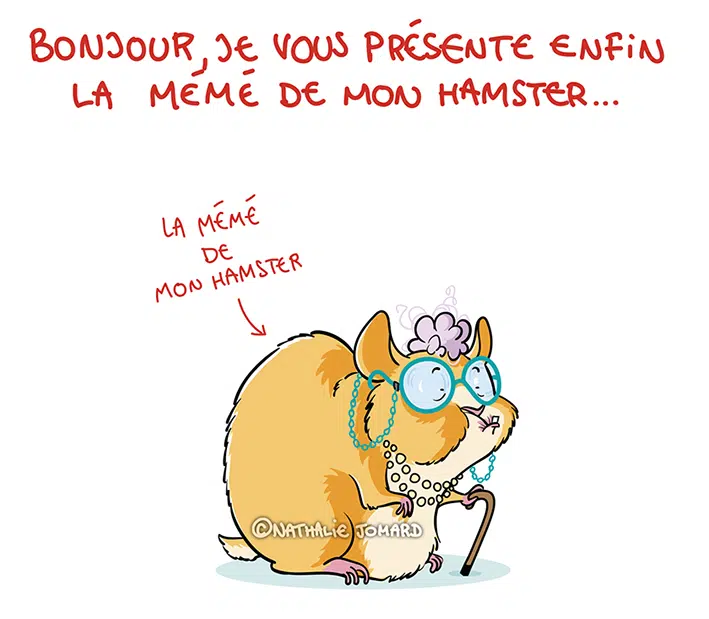 BONJOUR, JE VOUS PRÉSENTE ENFIN
LA MÉMÉ DE MON HAMSTER...
LA MÉMÉ
DE
MON HAMSTER
©NATHALIE JOMARD